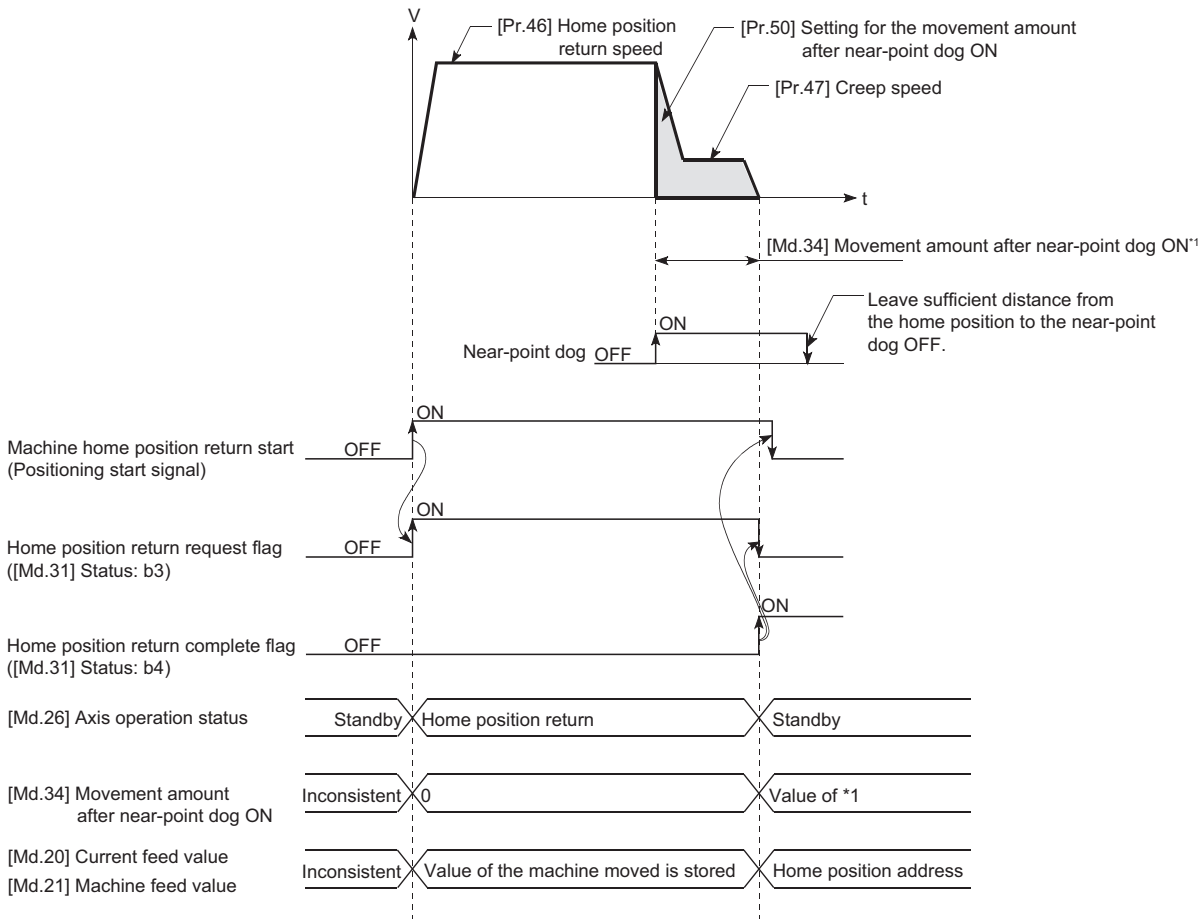 V
[Pr.46] Home position
return speed
[Pr.50] Setting for the movement amount
after near-point dog ON
[Pr.47] Creep speed
t
[Md.34] Movement amount after near-point dog ON*1
Leave sufficient distance from
the home position to the near-point
dog OFF.
ON
Near-point dog OFF
ON
Machine home position return start
(Positioning start signal)
OFF
ON
Home position return request flag
([Md.31] Status: b3)
OFF
ON
Home position return complete flag
([Md.31] Status: b4)
OFF
[Md.26] Axis operation status
Standby
Home position return
Standby
[Md.34] Movement amount
after near-point dog ON
Inconsistent
0
Value of *1
[Md.20] Current feed value
[Md.21] Machine feed value
Inconsistent
Value of the machine moved is stored
Home position address